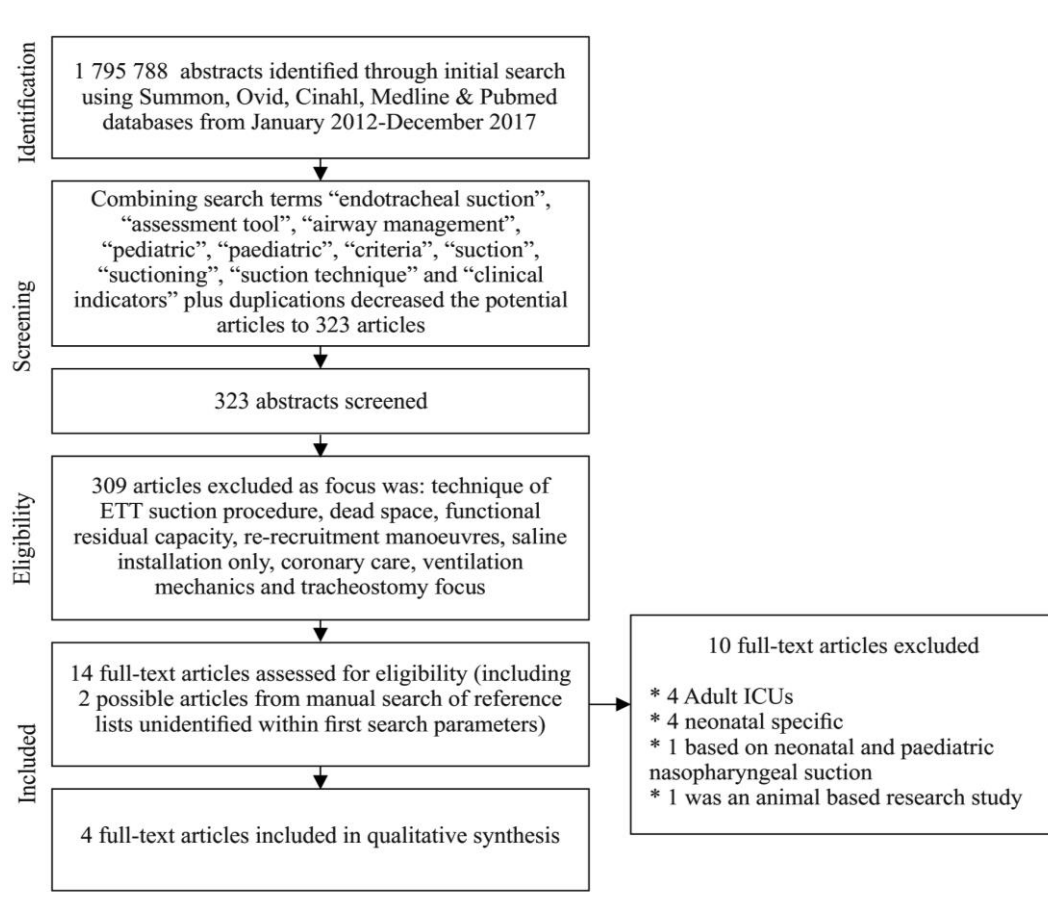 Identification
1 795 788 abstracts identified through initial search
using Summon, Ovid, Cinahl, Medline & Pubmed
databases from January 2012-December 2017
Screening
Combining search terms “endotracheal suction”,
“assessment tool”, “airway management”,
“pediatric”, “paediatric”, “criteria”, “suction”,
“suctioning”, “suction technique” and “clinical
indicators” plus duplications decreased the potential
articles to 323 articles
323 abstracts screened
Eligibility
309 articles excluded as focus was: technique of
ETT suction procedure, dead space, functional
residual capacity, re-recruitment manoeuvres, saline
installation only, coronary care, ventilation
mechanics and tracheostomy focus
Included
14 full-text articles assessed for eligibility (including
2 possible articles from manual search of reference
lists unidentified within first search parameters)
10 full-text articles excluded
* 4 Adult ICUs
* 4 neonatal specific
* 1 based on neonatal and paediatric
nasopharyngeal suction
* 1 was an animal based research study
4 full-text articles included in qualitative synthesis